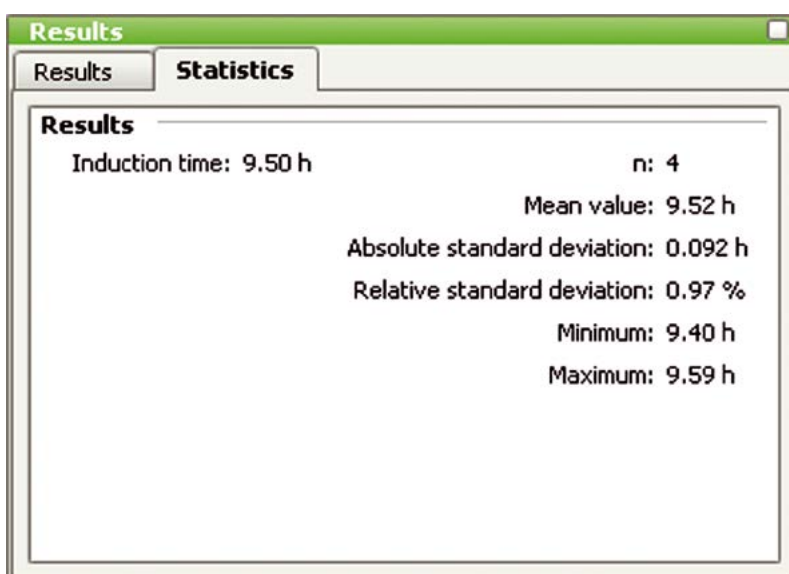 Results
Results Statistics
Results
Induction time: 9.50 h n: 4
Mean value: 9.52 h
Absolute standard deviation: 0.092 h
Relative standard deviation: 0.97 %
Minimum: 9.40 h
Maximum: 9.59 h